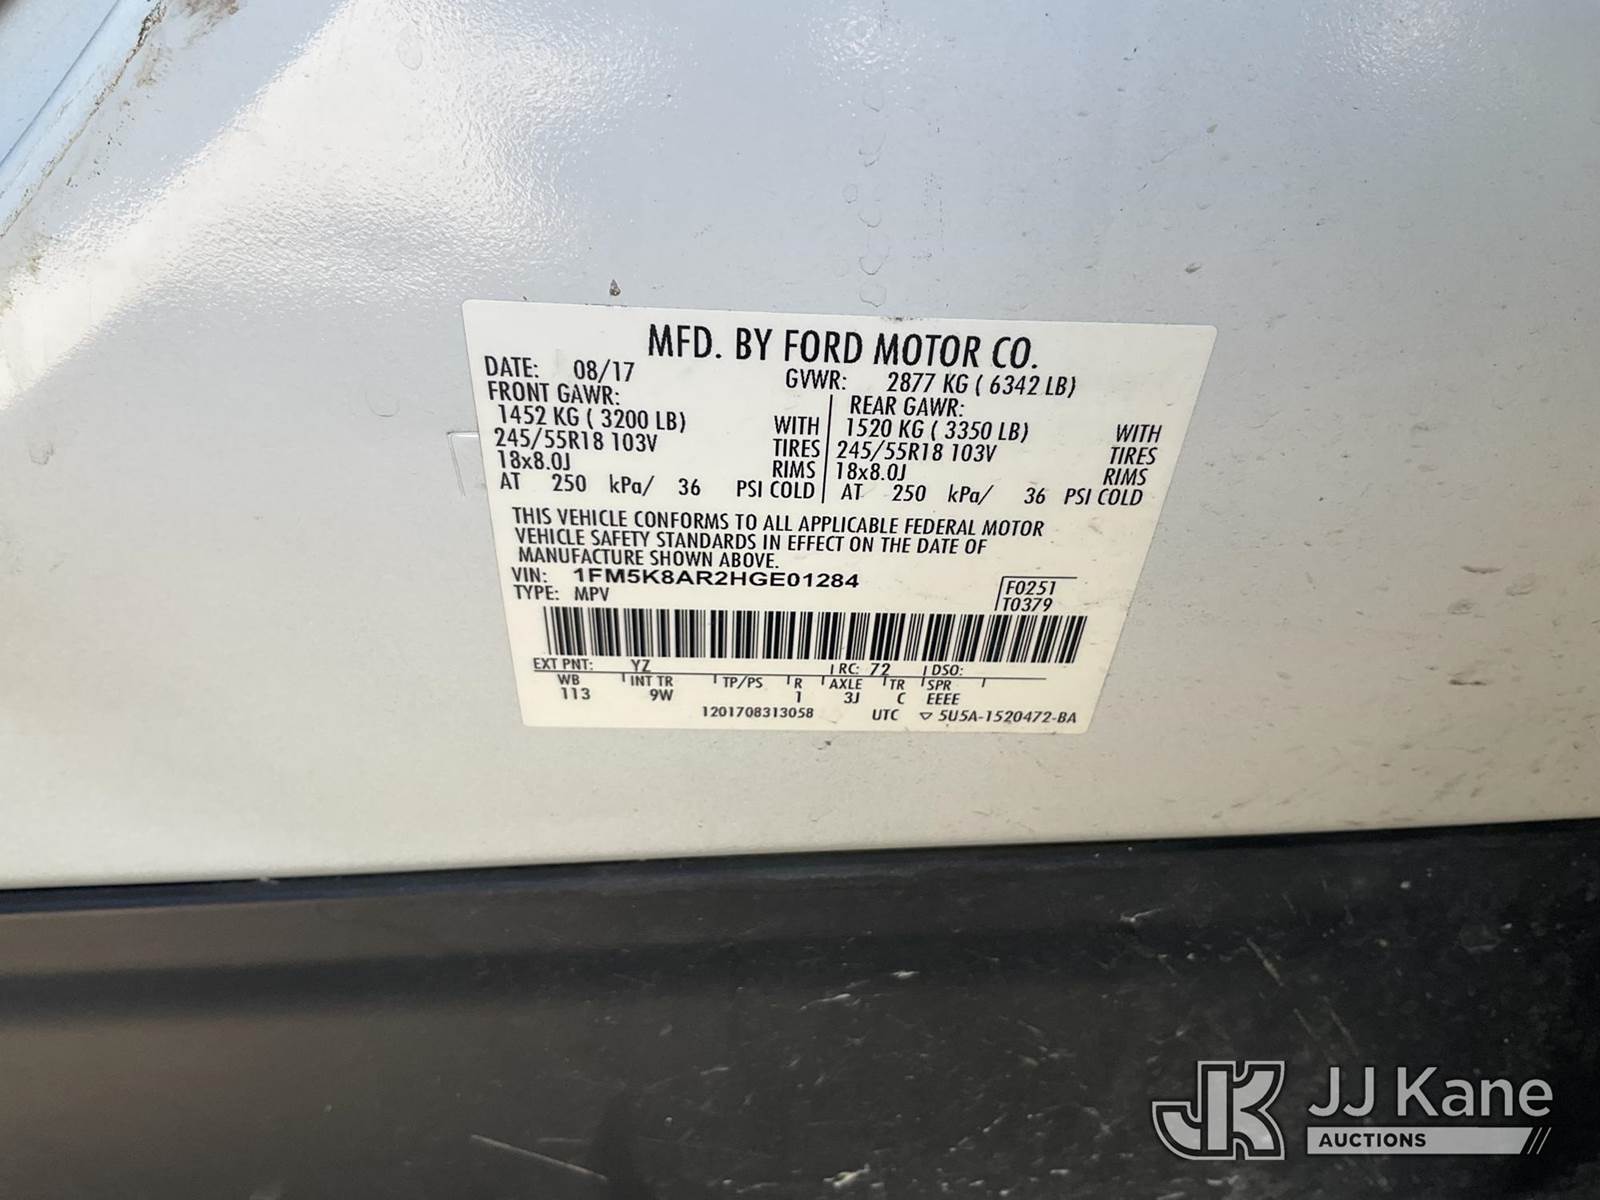 MFD. BY FORD MOTOR CO.
DATE: 08/17 GVWR: 2877 KG ( 6342 LB)
FRONT GAWR: REAR GAWR:
1452 KG ( 3200 LB) WITH 1520 KG ( 3350 LB) WITH
245/55R18 103V TIRES 245/55R18 103V TIRES
18x8.0J RIMS 18x8.0J RIMS
AT 250 kPa/ 36 PSI COLD AT 250 kPa/ 36 PSI COLD
THIS VEHICLE CONFORMS TO ALL APPLICABLE FEDERAL MOTOR
VEHICLE SAFETY STANDARDS IN EFFECT ON THE DATE OF
MANUFACTURE SHOWN ABOVE.
VIN: 1FM5K8AR2HGE01284 F0251
TYPE: MPV T0379
EXT PNT: YZ RC: 72 DSO:
WB INT TR TP/PS R AXLE TR SPR
113 9W 1 3J C EEEE
1201708313058 UTC ▽ 5U5A-1520472-BA
JK JJ Kane
AUCTIONS